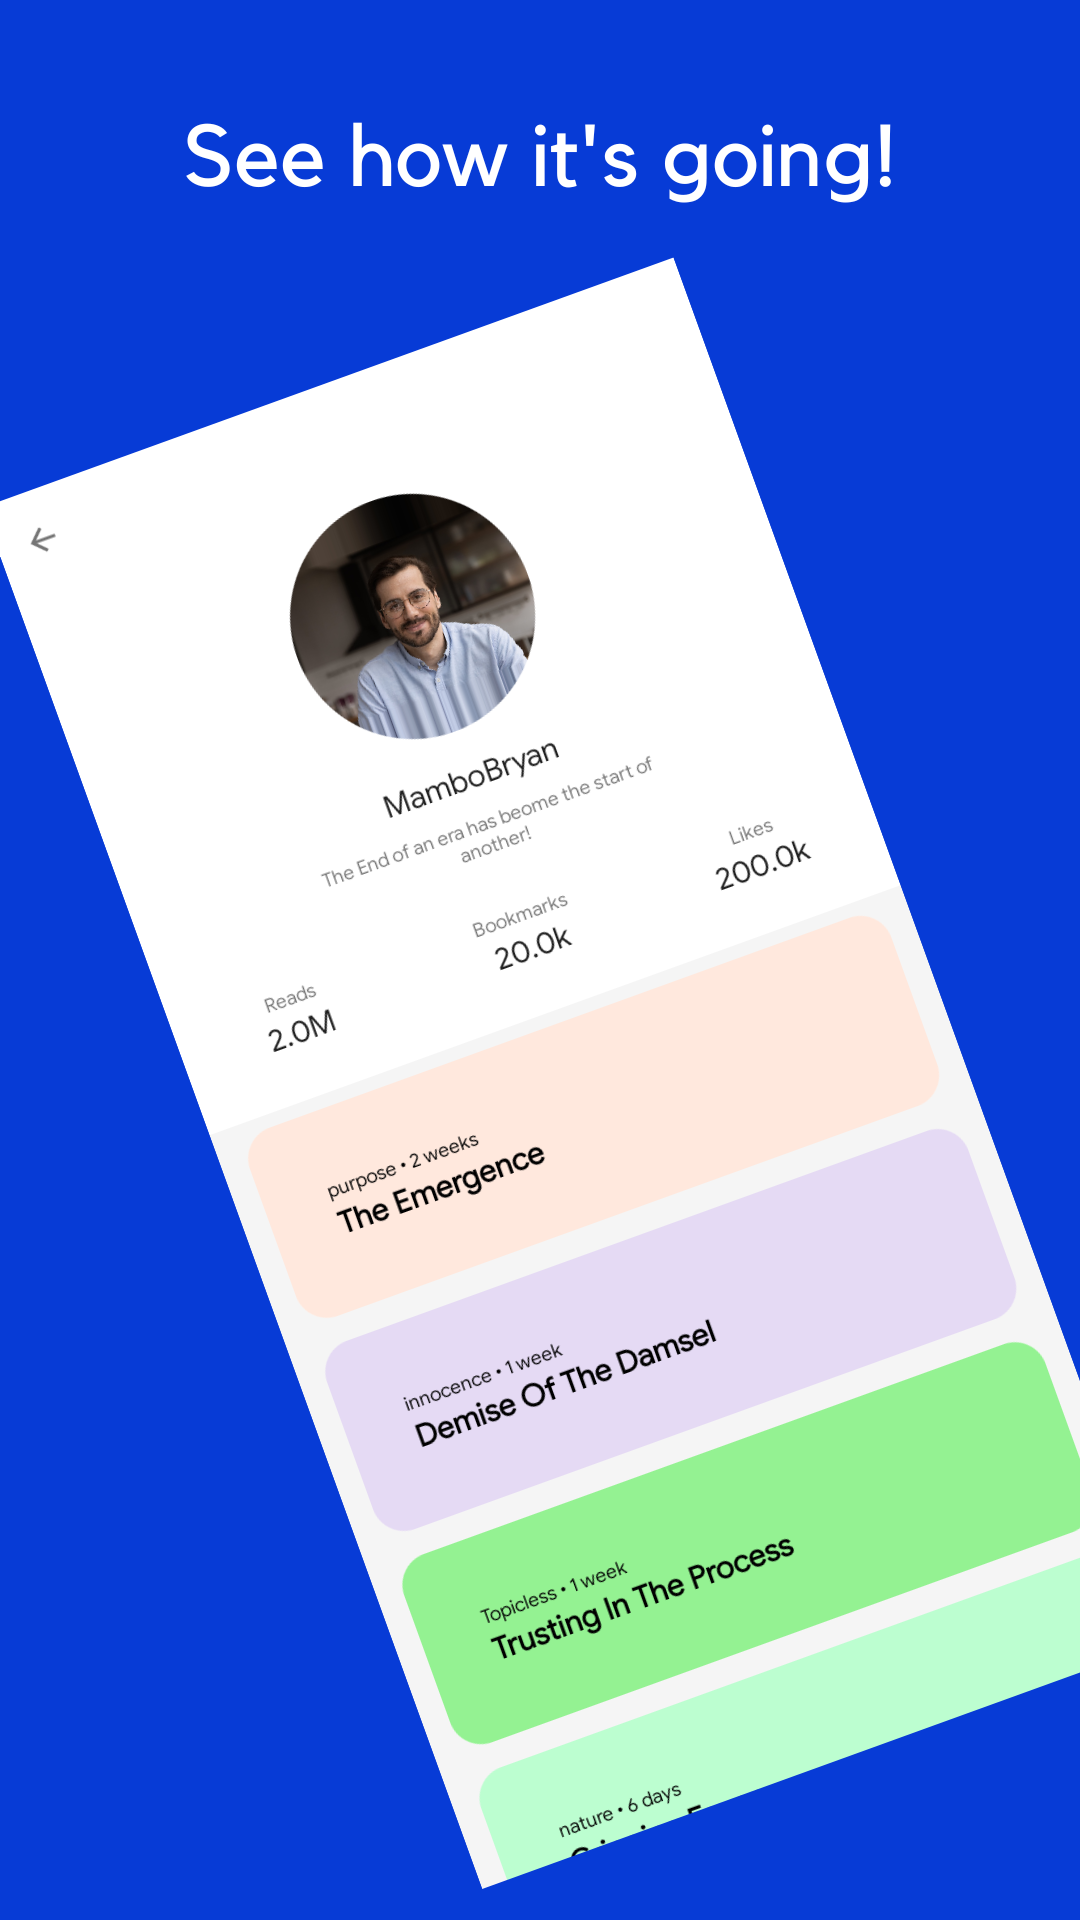 See how it's going!
MamboBryan
The End of an era has beome the start of
another!
Reads
2.0M
Bookmarks
20.0k
Likes
200.0k
purpose • 2 weeks
The Emergence
innocence • 1 week
Demise Of The Damsel
Topicless • 1 week
Trusting In The Process
nature • 6 days